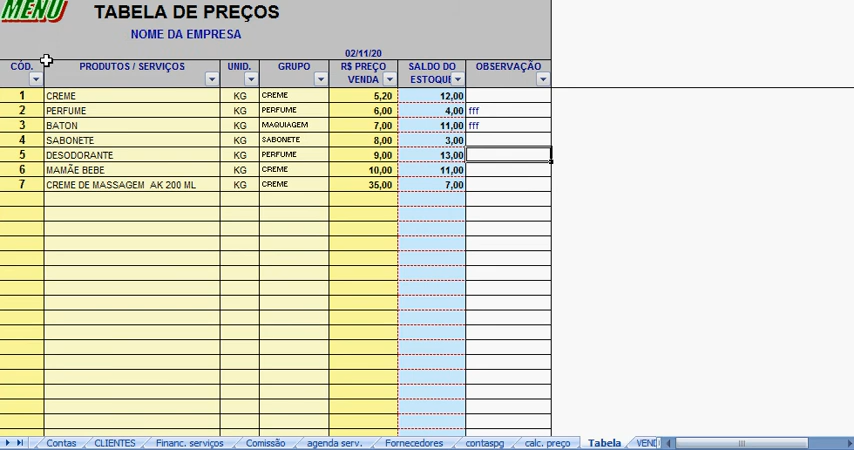 MENU
TABELA DE PREÇOS
NOME DA EMPRESA
02/11/20
CÓD. PRODUTOS / SERVIÇOS UNID. GRUPO R$ PREÇO VENDA SALDO DO ESTOQUE OBSERVAÇÃO
1 CREME KG CREME 5,20 12,00
2 PERFUME KG PERFUME 6,00 4,00 fff
3 BATON KG MAQUIAGEM 7,00 11,00 fff
4 SABONETE KG SABONETE 8,00 3,00
5 DESODORANTE KG PERFUME 9,00 13,00
6 MAMÃE BEBE KG CREME 10,00 11,00
7 CREME DE MASSAGEM AK 200 ML KG CREME 35,00 7,00
Contas CLIENTES Financ. serviços Comissão agenda serv. Fornecedores contaspg calc. preço Tabela VEND